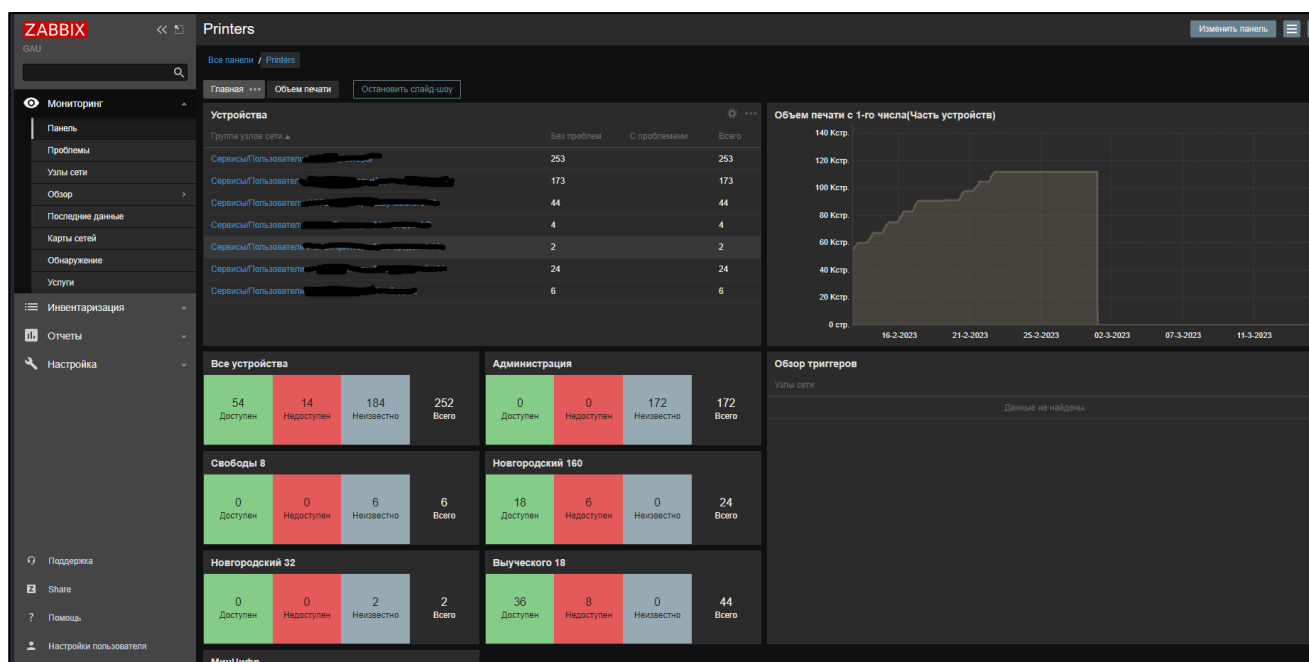 ZABBIX
GAU
Мониторинг
Панель
Проблемы
Узлы сети
Обзор
Последние данные
Карты сетей
Обнаружение
Услуги
Инвентаризация
Отчеты
Настройка
Поддержка
Share
Помощь
Настройки пользователя
Printers
Изменить панель
Все панели / Printers
Главная ••• Объем печати Остановить слайд-шоу
Устройства
Группа узлов сети Без проблем С проблемами Всего
Сервисы/Пользователи 253 253
Сервисы/Пользовател 173 173
Сервисы/Пользовател 44 44
Сервисы/Пользовател 4 4
Сервисы/Пользователи 2 2
Сервисы/Пользователи 24 24
Сервисы/Пользователи 6 6
Объем печати с 1-го числа(Часть устройств)
140 Кстр.
120 Кстр.
100 Кстр.
80 Кстр.
60 Кстр.
40 Кстр.
20 Кстр.
0 стр.
16-2-2023 21-2-2023 25-2-2023 02-3-2023 07-3-2023 11-3-2023
Все устройства
54 14 184 252
Доступен Недоступен Неизвестно Всего
Администрация
0 0 172 172
Доступен Недоступен Неизвестно Всего
Обзор триггеров
Узлы сети
Данные не найдены.
Свободы 8
0 0 6 6
Доступен Недоступен Неизвестно Всего
Новгородский 160
18 6 0 24
Доступен Недоступен Неизвестно Всего
Новгородский 32
0 0 2 2
Доступен Недоступен Неизвестно Всего
Выучейского 18
36 8 0 44
Доступен Недоступен Неизвестно Всего
МинЦифр